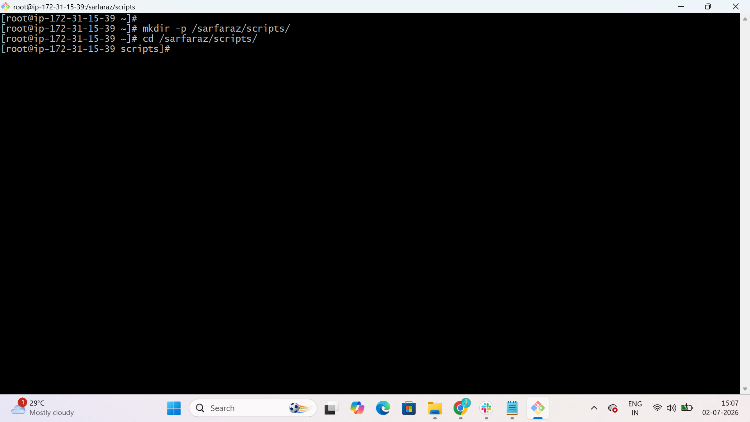 root@ip-172-31-15-39:/sarfaraz/scripts
[root@ip-172-31-15-39 ~]#
[root@ip-172-31-15-39 ~]# mkdir -p /sarfaraz/scripts/
[root@ip-172-31-15-39 ~]# cd /sarfaraz/scripts/
[root@ip-172-31-15-39 scripts]#
1
29°C
Mostly cloudy
Search
ENG
IN
15:07
02-07-2026